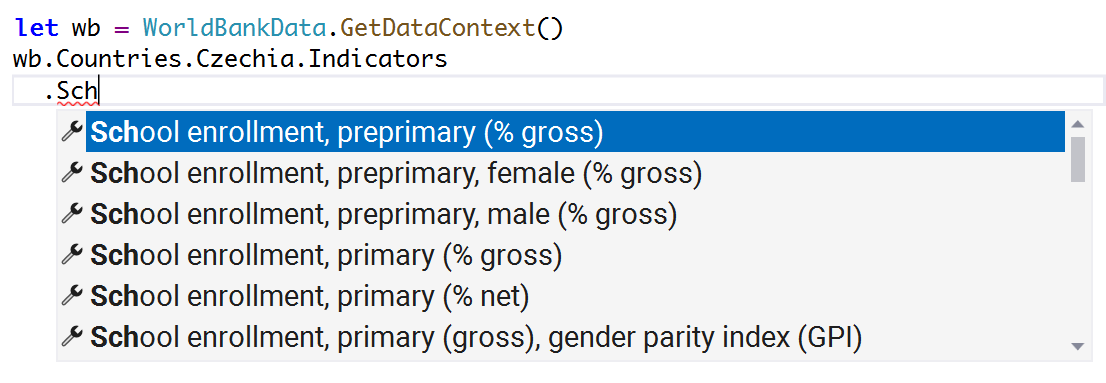 let wb = WorldBankData.GetDataContext()
wb.Countries.Czechia.Indicators
.Sch
School enrollment, preprimary (% gross)
School enrollment, preprimary, female (% gross)
School enrollment, preprimary, male (% gross)
School enrollment, primary (% gross)
School enrollment, primary (% net)
School enrollment, primary (gross), gender parity index (GPI)